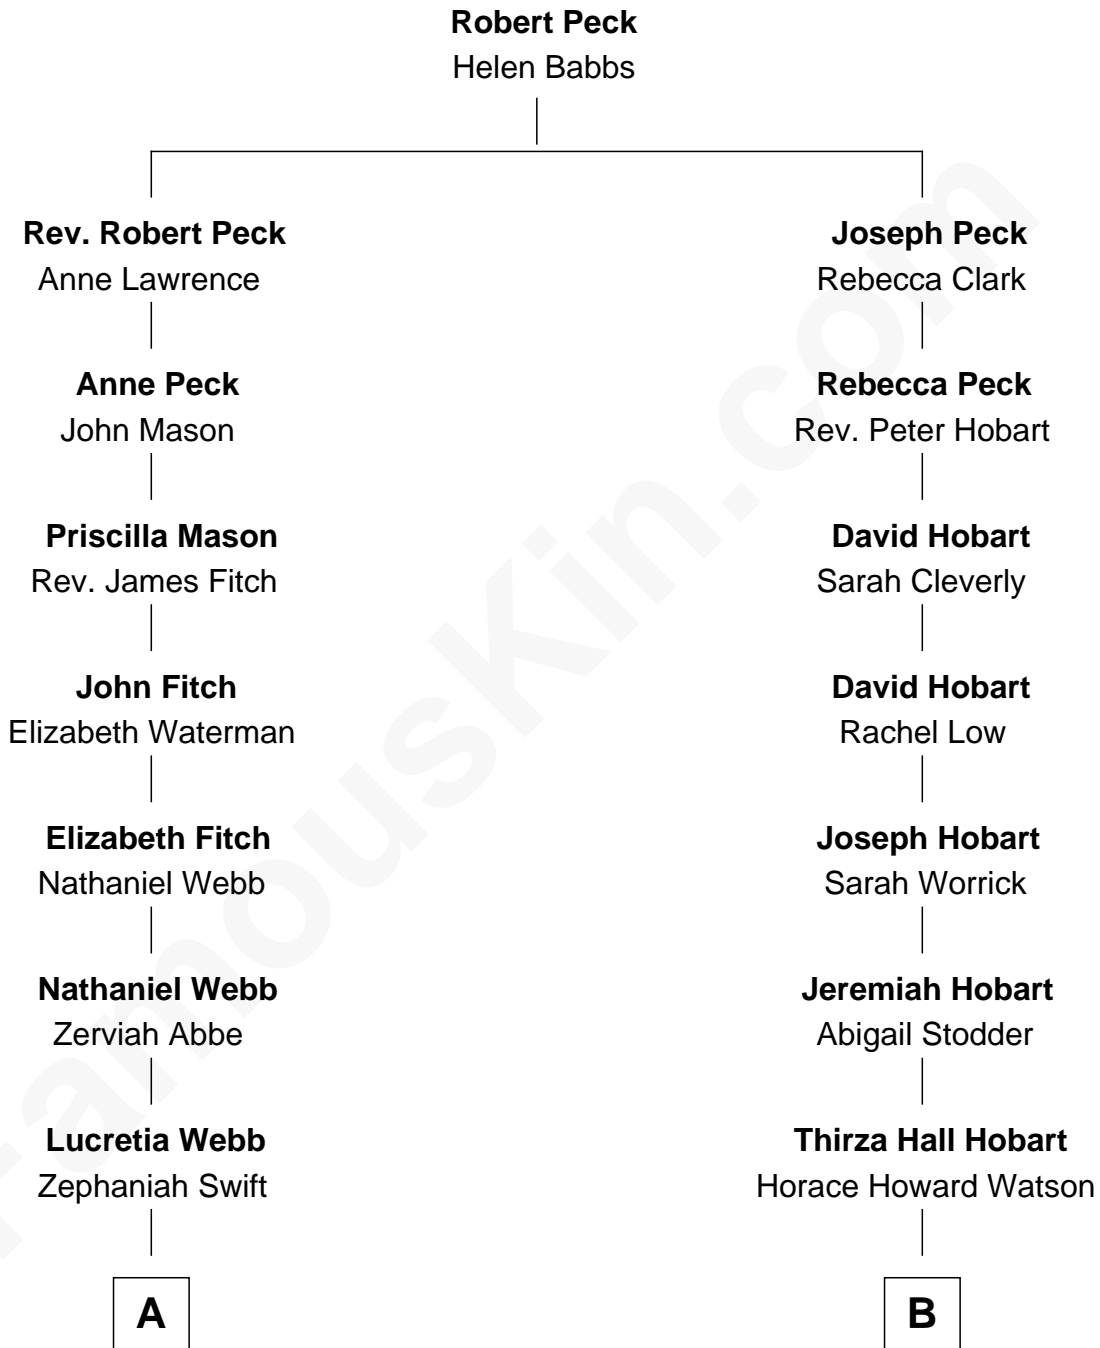 Robert Peck
Helen Babbs
Rev. Robert Peck
Anne Lawrence
Joseph Peck
Rebecca Clark
Anne Peck
John Mason
Rebecca Peck
Rev. Peter Hobart
Priscilla Mason
Rev. James Fitch
David Hobart
Sarah Cleverly
John Fitch
Elizabeth Waterman
David Hobart
Rachel Low
Elizabeth Fitch
Nathaniel Webb
Joseph Hobart
Sarah Worrick
Nathaniel Webb
Zerviah Abbe
Jeremiah Hobart
Abigail Stodder
Lucretia Webb
Zephaniah Swift
Thirza Hall Hobart
Horace Howard Watson
A
B
FamousKin.com